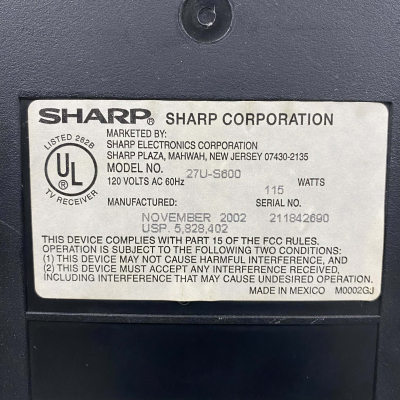 SHARP® SHARP CORPORATION
MARKETED BY:
SHARP ELECTRONICS CORPORATION
SHARP PLAZA, MAHWAH, NEW JERSEY 07430-2135
MODEL NO. 27U-S600
120 VOLTS AC 60Hz 115 WATTS
MANUFACTURED: SERIAL NO.
NOVEMBER 2002 211842690
USP. 5,828,402
THIS DEVICE COMPLIES WITH PART 15 OF THE FCC RULES.
OPERATION IS SUBJECT TO THE FOLLOWING TWO CONDITIONS:
(1) THIS DEVICE MAY NOT CAUSE HARMFUL INTERFERENCE, AND
(2) THIS DEVICE MUST ACCEPT ANY INTERFERENCE RECEIVED,
INCLUDING INTERFERENCE THAT MAY CAUSE UNDESIRED OPERATION.
MADE IN MEXICO M0002GJ
LISTED 282B
UL®
TV RECEIVER